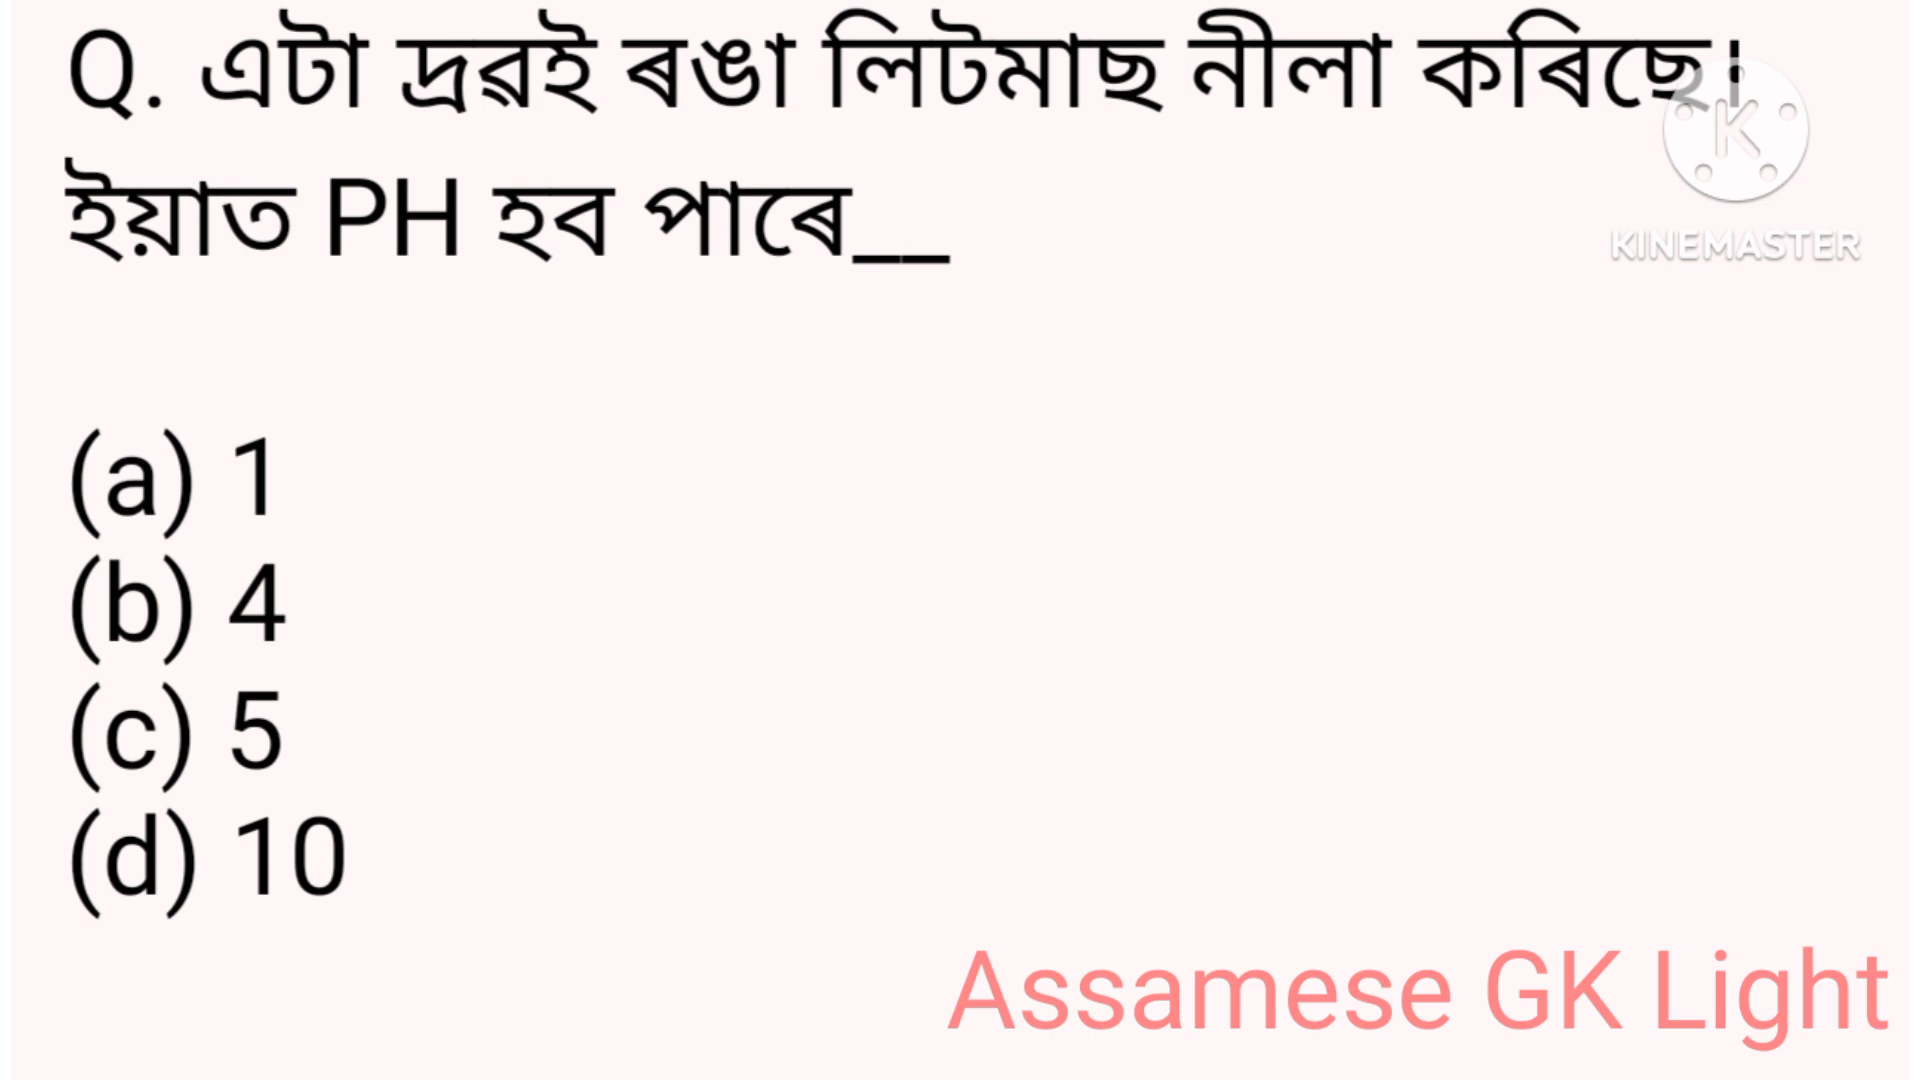 Q. এটা দ্ৰৱই ৰঙা লিটমাছ নীলা কৰিছে।
ইয়াত PH হব পাৰে__
(a) 1
(b) 4
(c) 5
(d) 10
K
KINEMASTER
Assamese GK Light